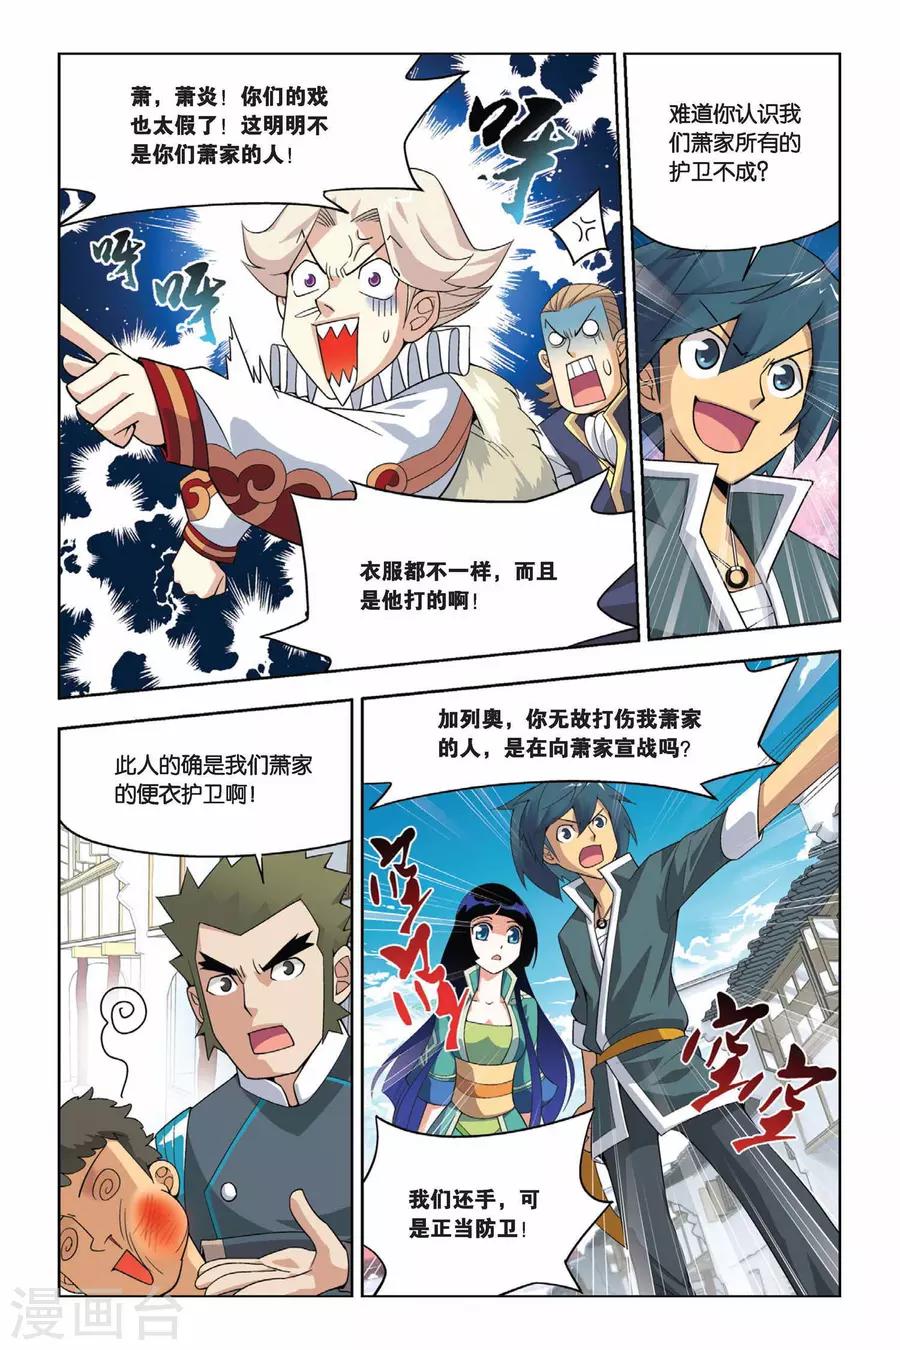 萧，萧炎！你们的戏
也太假了！这明明不
是你们萧家的人！
呀
呀
呀
衣服都不一样，而且
是他打的啊！
难道你认识我
们萧家所有的
护卫不成？
此人的确是我们萧家
的便衣护卫啊！
加列奥，你无故打伤我萧家
的人，是在向萧家宣战吗？
空
空
我们还手，可
是正当防卫！
漫画台